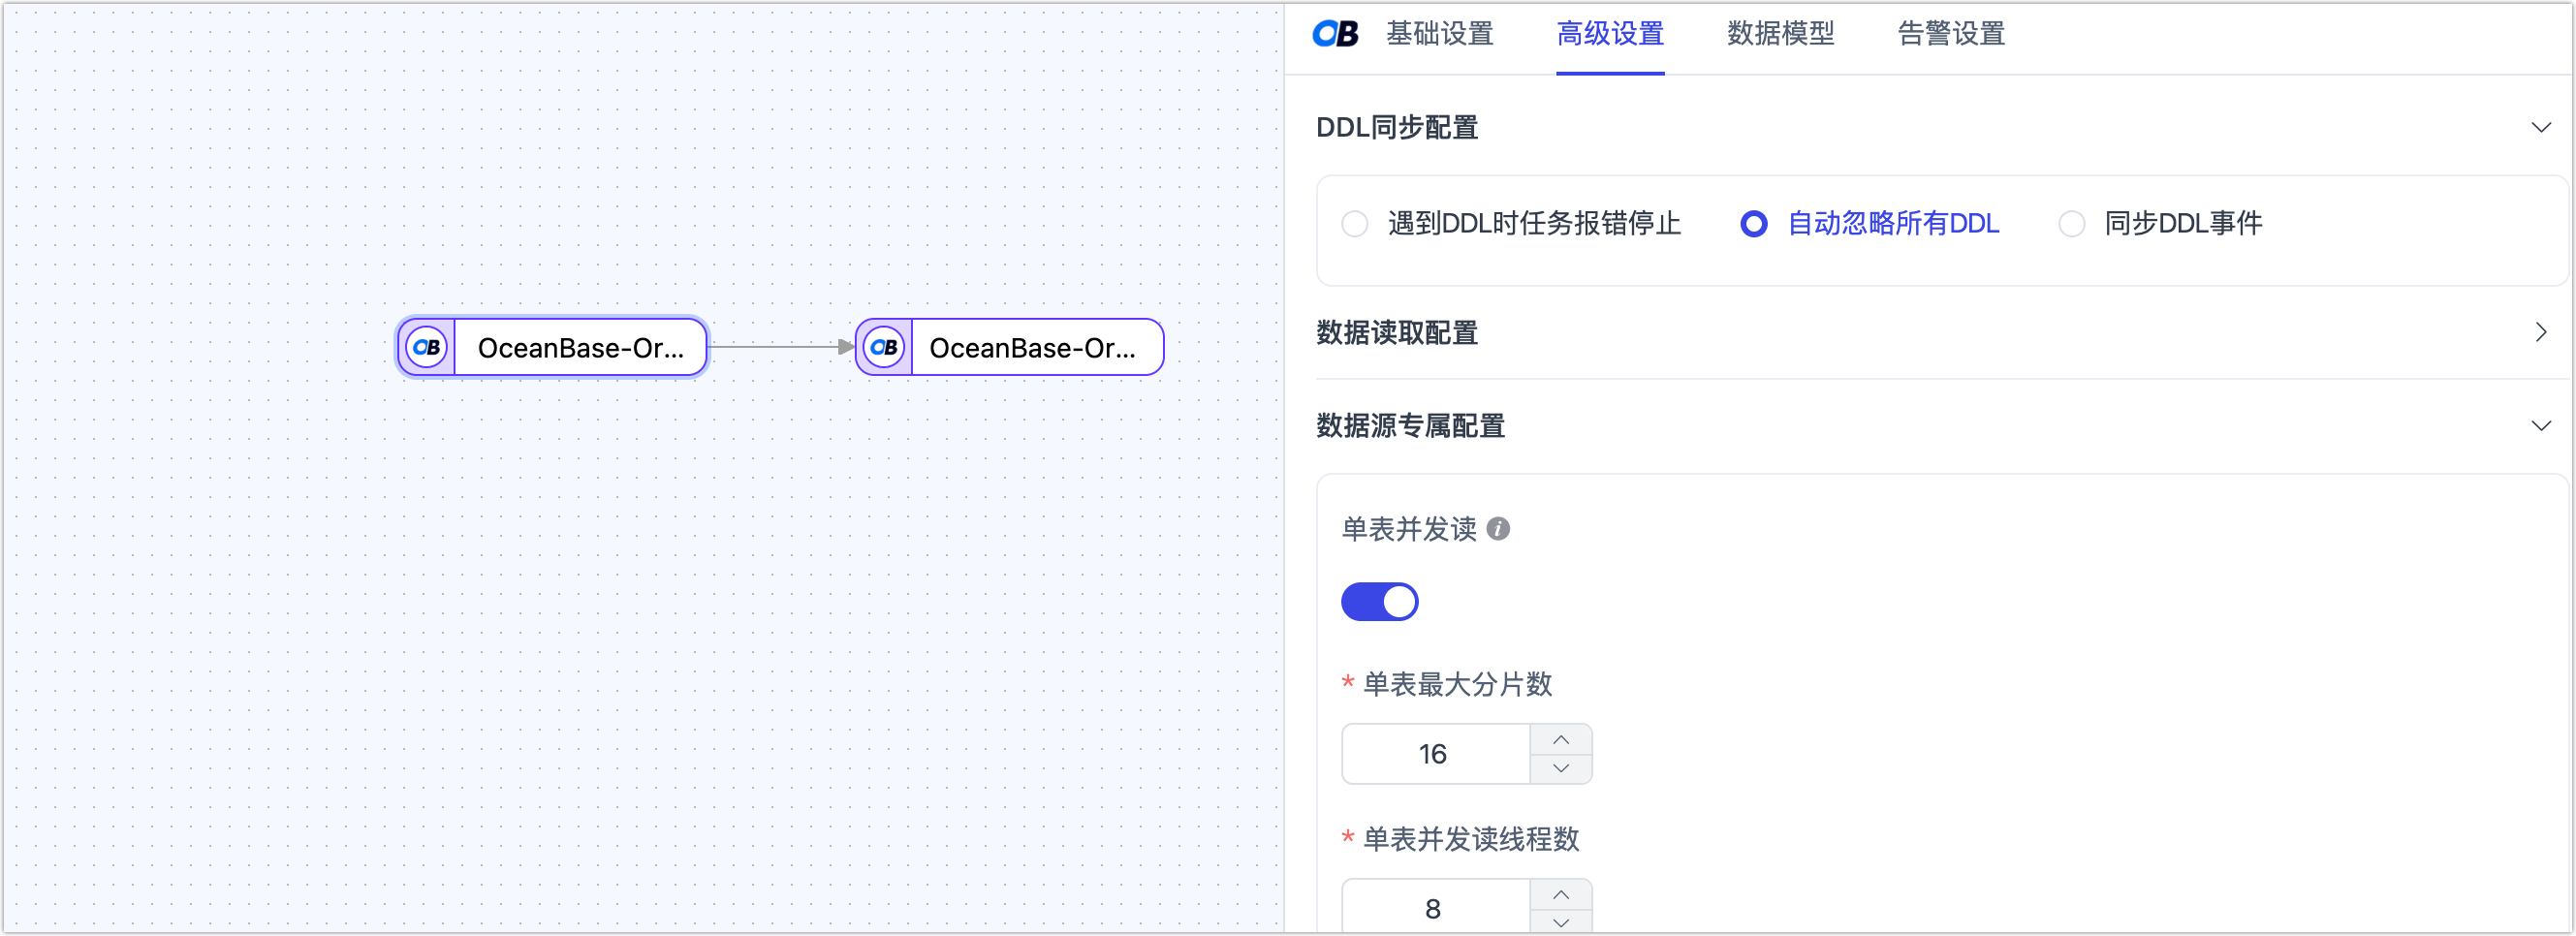 OB 基础设置 高级设置 数据模型 告警设置
DDL同步配置
遇到DDL时任务报错停止 自动忽略所有DDL 同步DDL事件
数据读取配置
OB OceanBase-Or... OB OceanBase-Or...
数据源专属配置
单表并发读 i
* 单表最大分片数
16
* 单表并发读线程数
8